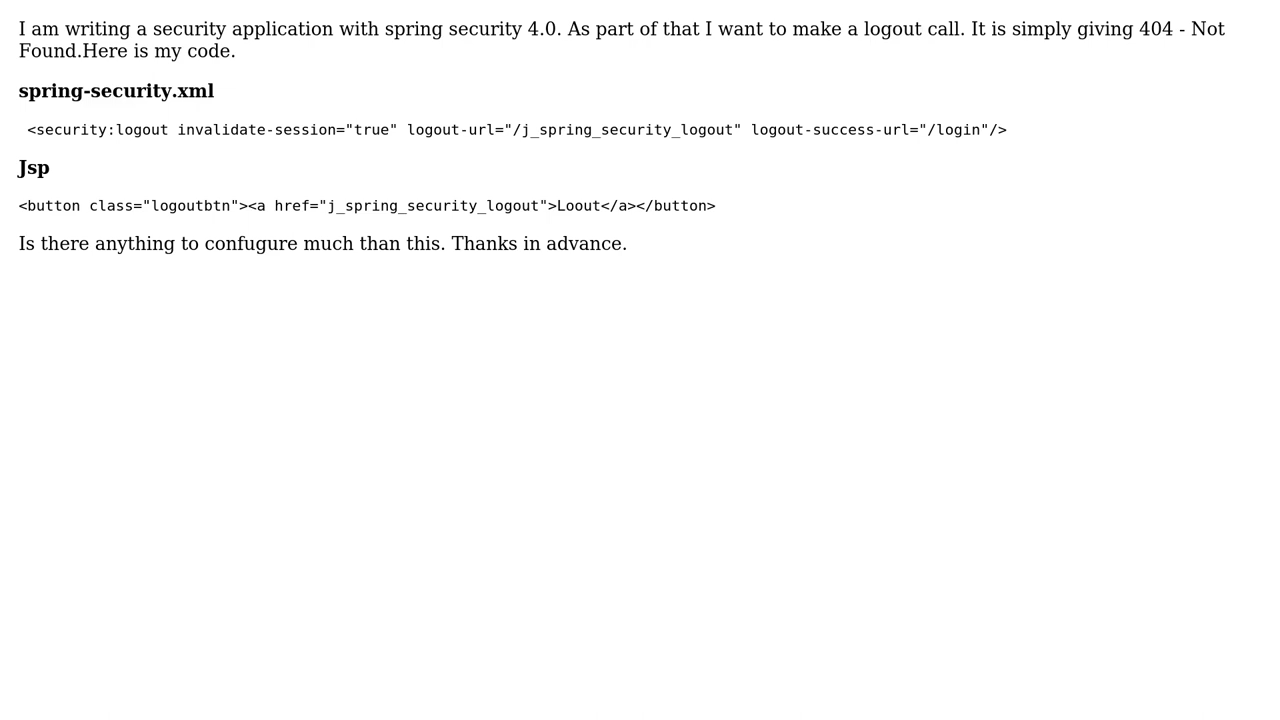 I am writing a security application with spring security 4.0. As part of that I want to make a logout call. It is simply giving 404 - Not
Found.Here is my code.
spring-security.xml
<security:logout invalidate-session="true" logout-url="/j_spring_security_logout" logout-success-url="/login"/>
Jsp
<button class="logoutbtn"><a href="j_spring_security_logout">Loout</a></button>
Is there anything to confugure much than this. Thanks in advance.